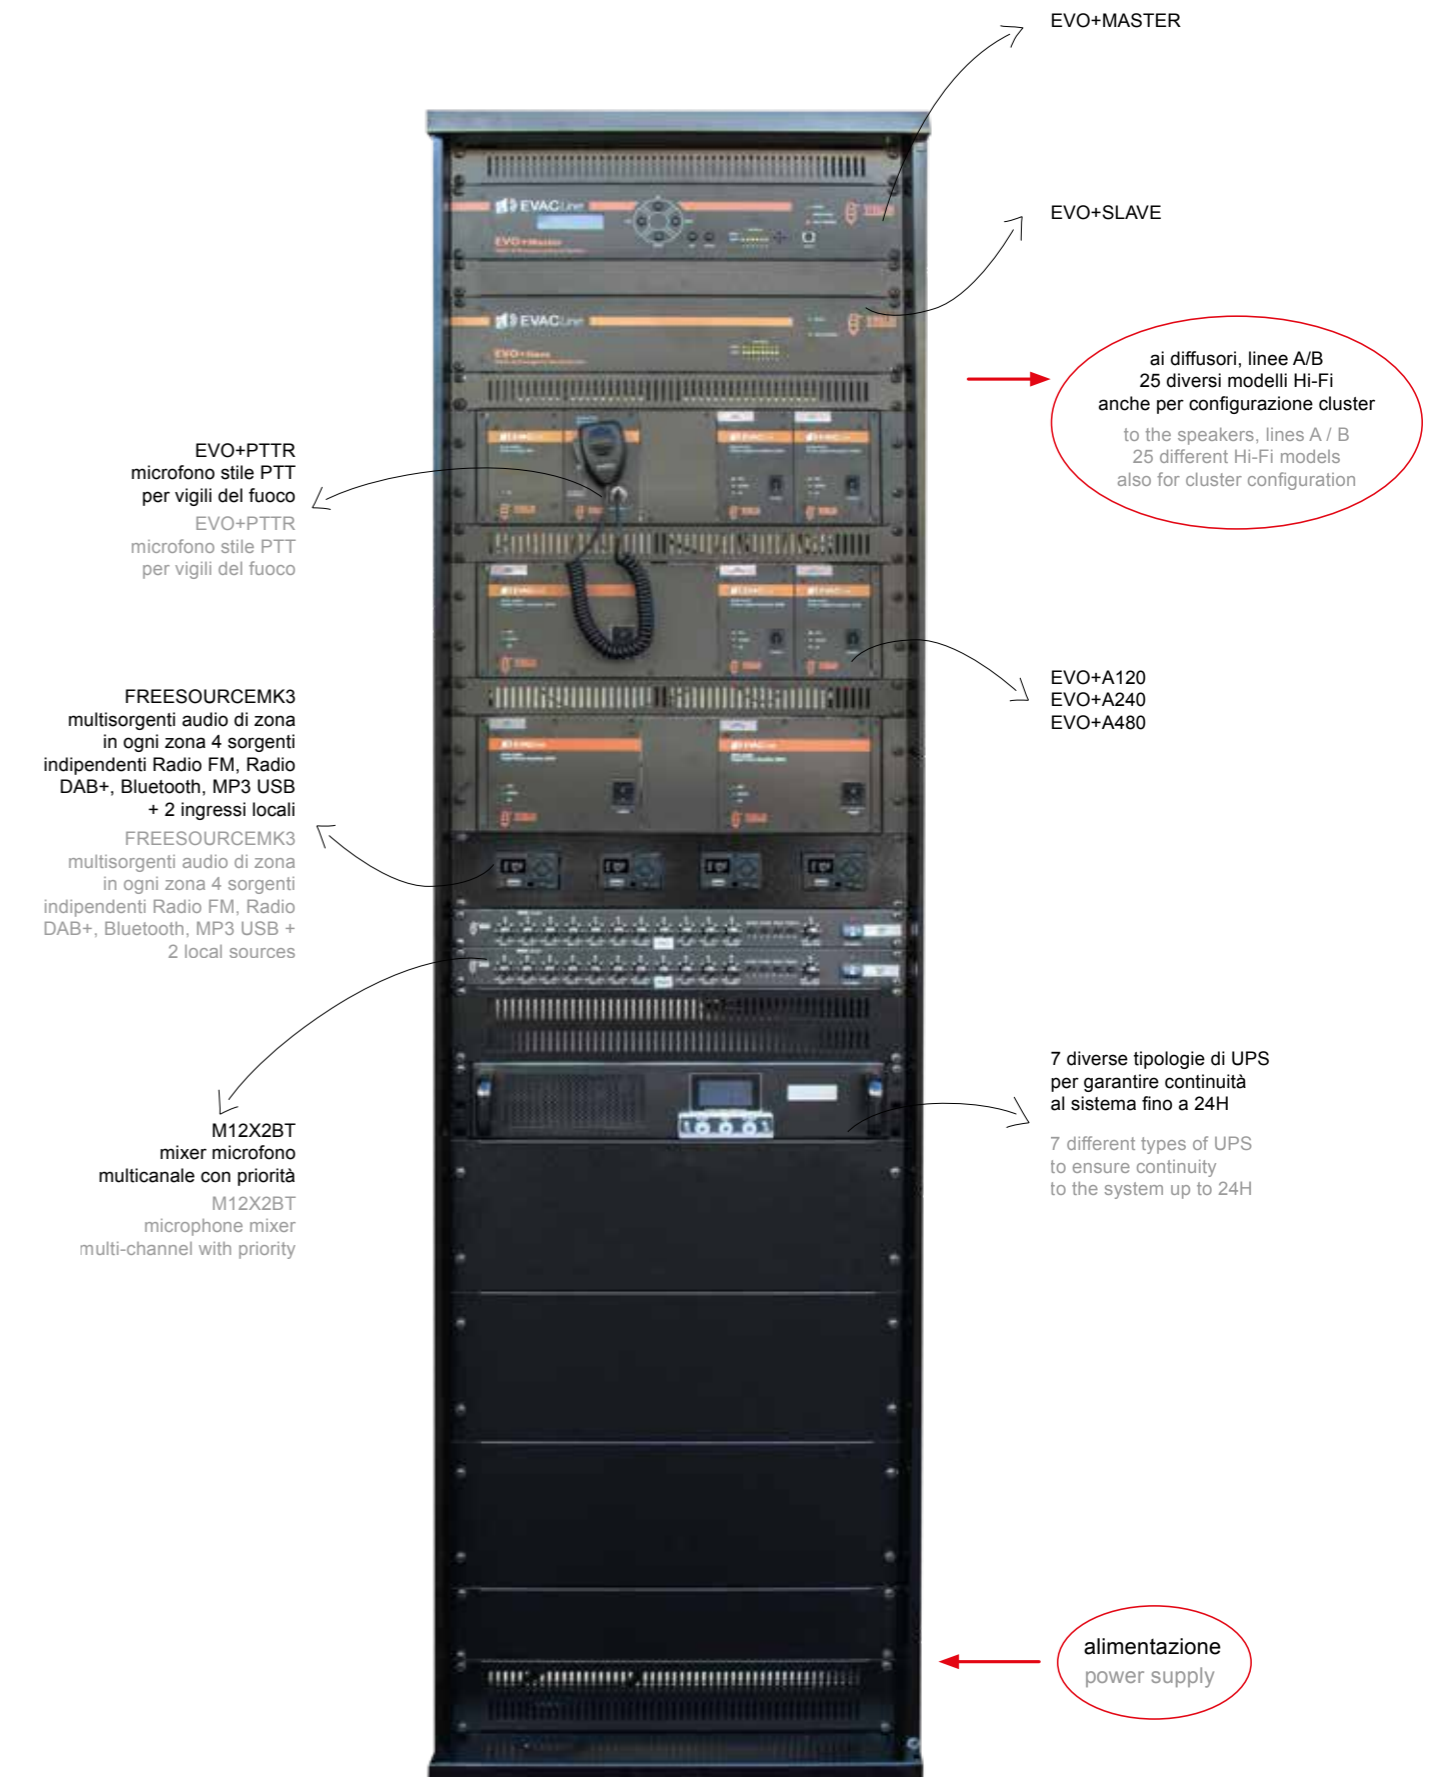 EVO+MASTER
EVACLine
EVO+Master
EVO+SLAVE
EVACLine
EVO+Slave
ai diffusori, linee A/B
25 diversi modelli Hi-Fi
anche per configurazione cluster
to the speakers, lines A / B
25 different Hi-Fi models
also for cluster configuration
EVO+PTTR
microfono stile PTT
per vigili del fuoco
EVO+PTTR
microfono stile PTT
per vigili del fuoco
EVO+A120
EVO+A240
EVO+A480
FREESOURCEMK3
multisorgenti audio di zona
in ogni zona 4 sorgenti
indipendenti Radio FM, Radio
DAB+, Bluetooth, MP3 USB
+ 2 ingressi locali
FREESOURCEMK3
multisorgenti audio di zona
in ogni zona 4 sorgenti
indipendenti Radio FM, Radio
DAB+, Bluetooth, MP3 USB +
2 local sources
7 diverse tipologie di UPS
per garantire continuità
al sistema fino a 24H
7 different types of UPS
to ensure continuity
to the system up to 24H
M12X2BT
mixer microfono
multicanale con priorità
M12X2BT
microphone mixer
multi-channel with priority
alimentazione
power supply